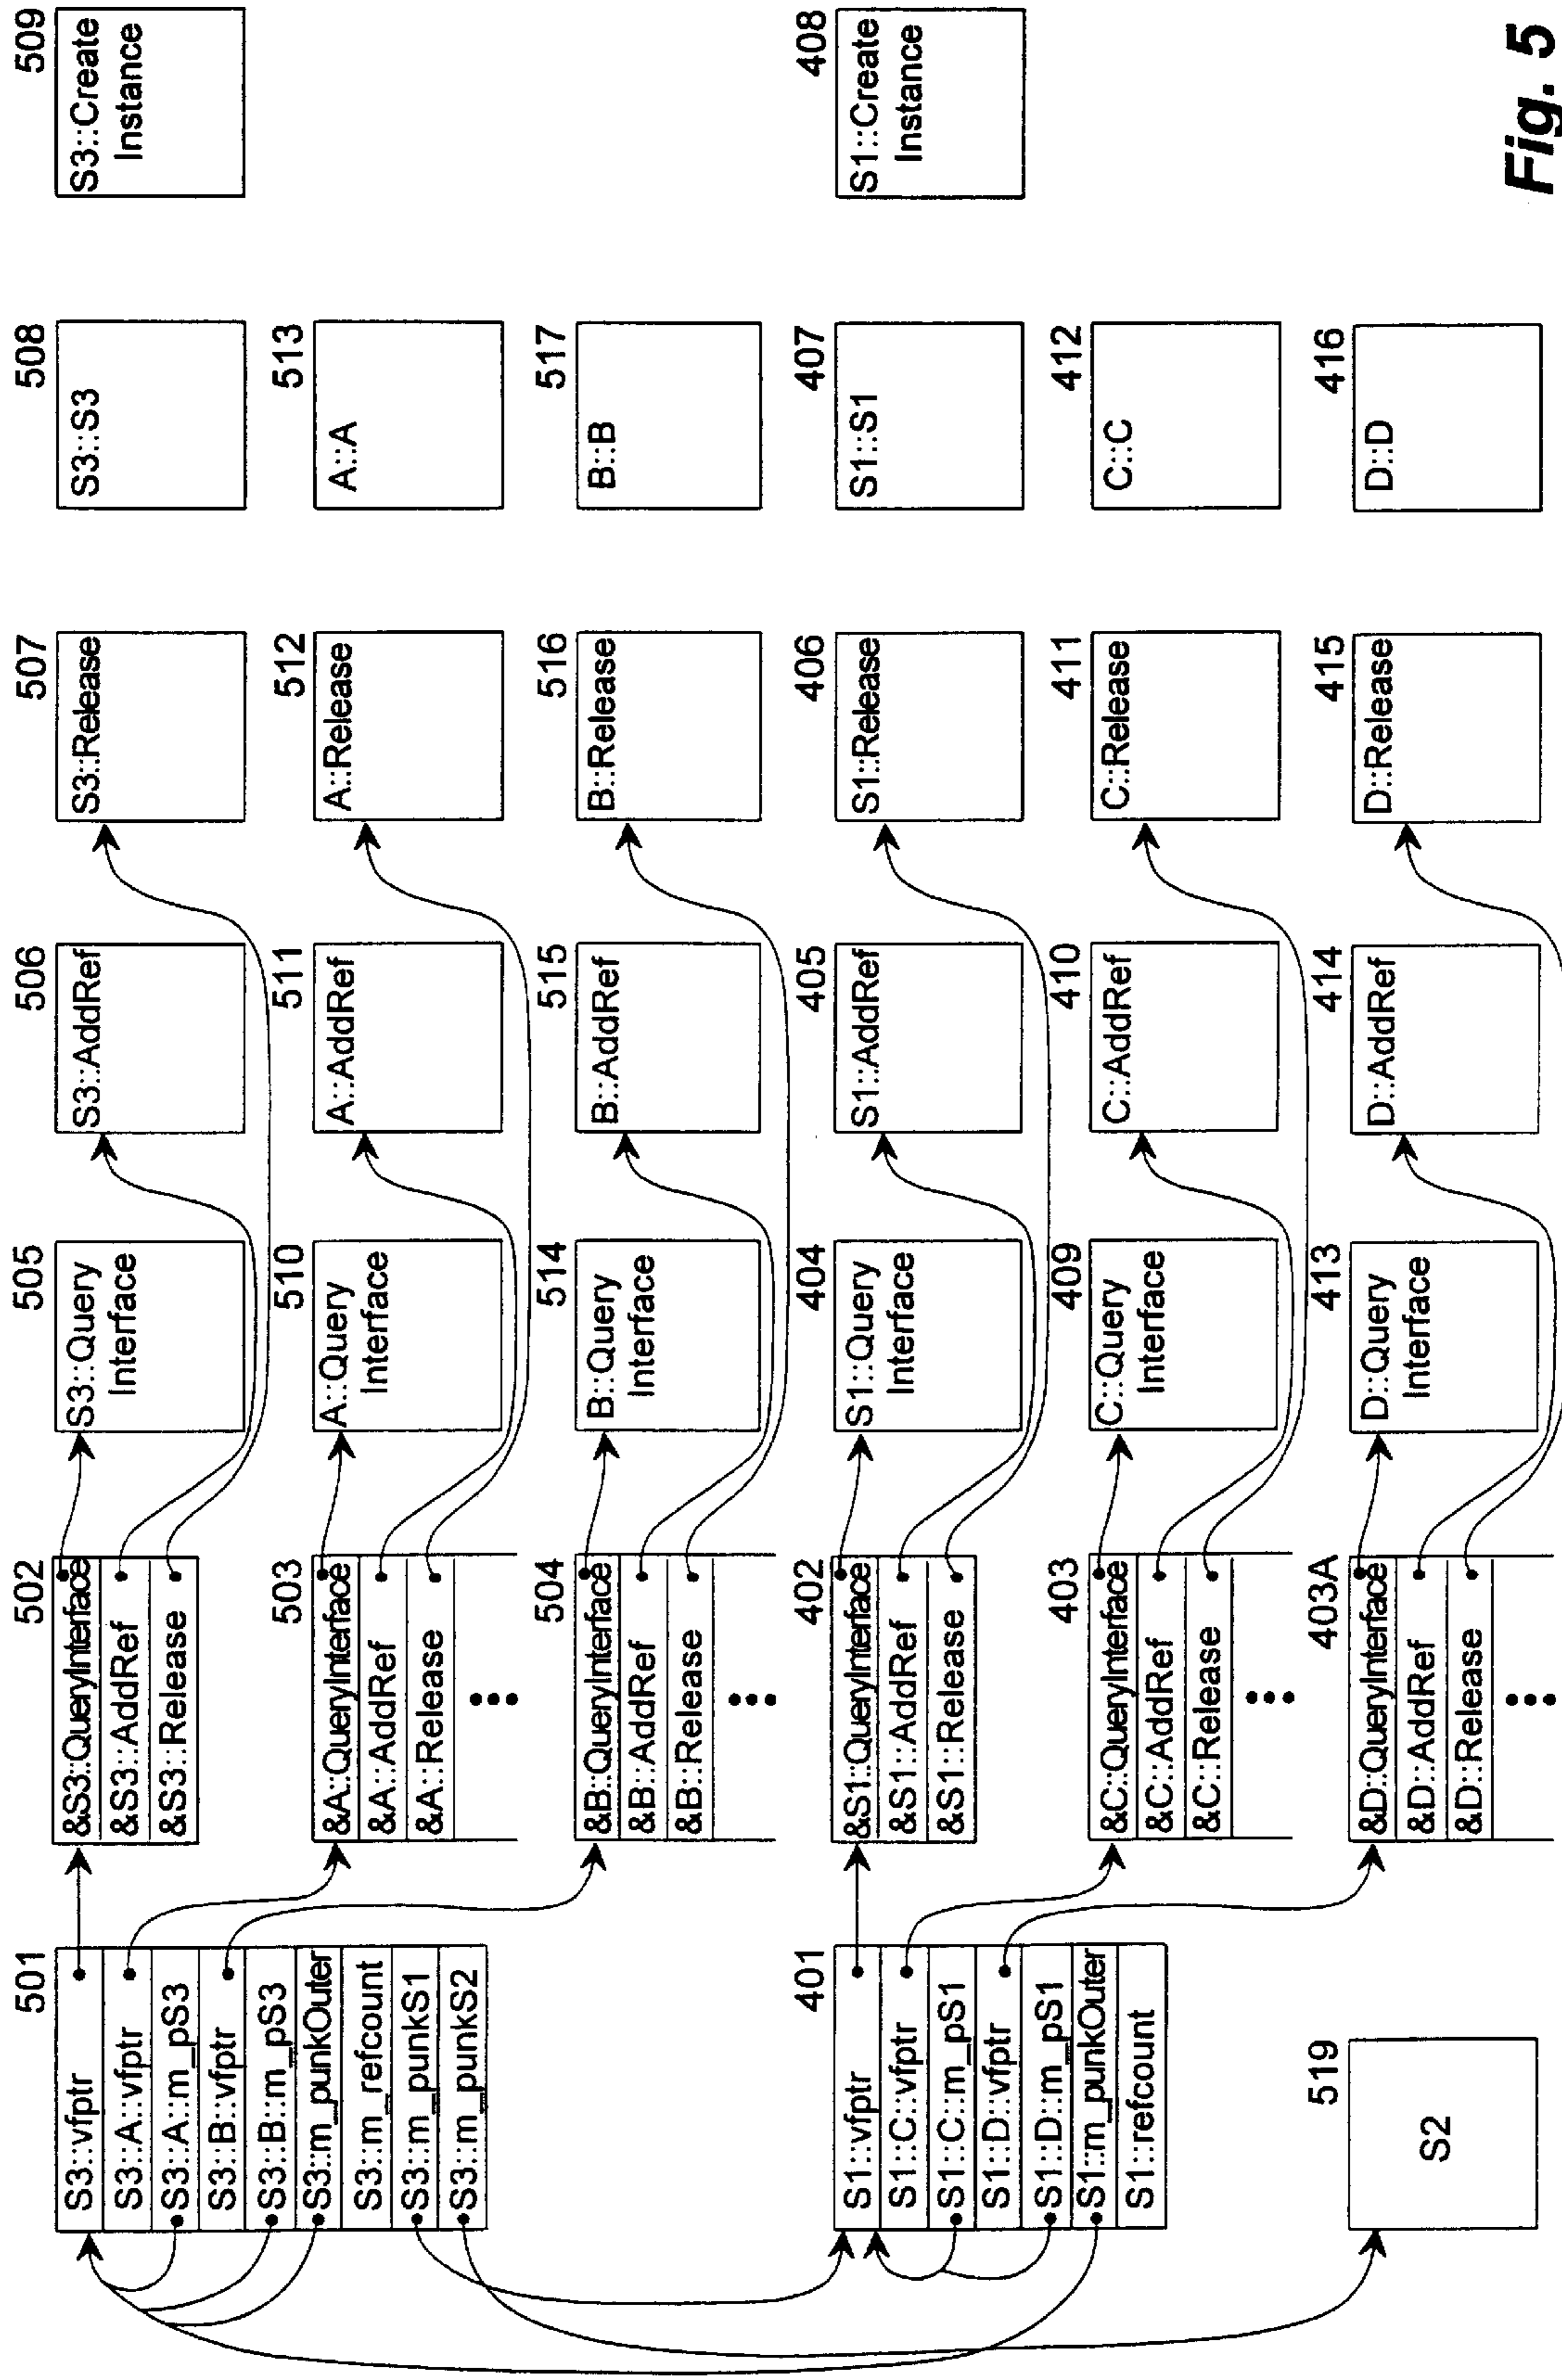 501
S3::vfptr
S3::A::vfptr
S3::A::m_pS3
S3::B::vfptr
S3::B::m_pS3
S3::m_punkOuter
S3::m_refcount
S3::m_punkS1
S3::m_punkS2
502
&S3::QueryInterface
&S3::AddRef
&S3::Release
505
S3::Query
Interface
506
S3::AddRef
507
S3::Release
508
S3::S3
509
S3::Create
Instance
503
&A::QueryInterface
&A::AddRef
&A::Release
510
A::Query
Interface
511
A::AddRef
512
A::Release
513
A::A
504
&B::QueryInterface
&B::AddRef
&B::Release
514
B::Query
Interface
515
B::AddRef
516
B::Release
517
B::B
401
S1::vfptr
S1::C::vfptr
S1::C::m_pS1
S1::D::vfptr
S1::D::m_pS1
S1::m_punkOuter
S1::refcount
402
&S1::QueryInterface
&S1::AddRef
&S1::Release
404
S1::Query
Interface
405
S1::AddRef
406
S1::Release
407
S1::S1
408
S1::Create
Instance
403
&C::QueryInterface
&C::AddRef
&C::Release
409
C::Query
Interface
410
C::AddRef
411
C::Release
412
C::C
519
S2
403A
&D::QueryInterface
&D::AddRef
&D::Release
413
D::Query
Interface
414
D::AddRef
415
D::Release
416
D::D
Fig. 5